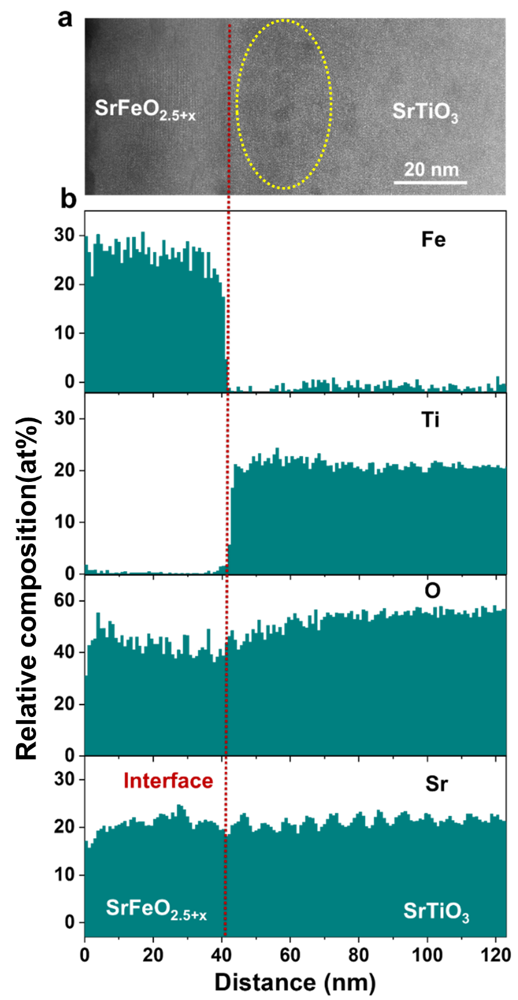 a
SrFeO2.5+x
SrTiO3
20 nm
b
Relative composition(at%)
30
20
10
0
Fe
30
20
10
0
Ti
60
40
20
0
O
30
20
10
0
Interface
Sr
SrFeO2.5+x
SrTiO3
0 20 40 60 80 100 120
Distance (nm)